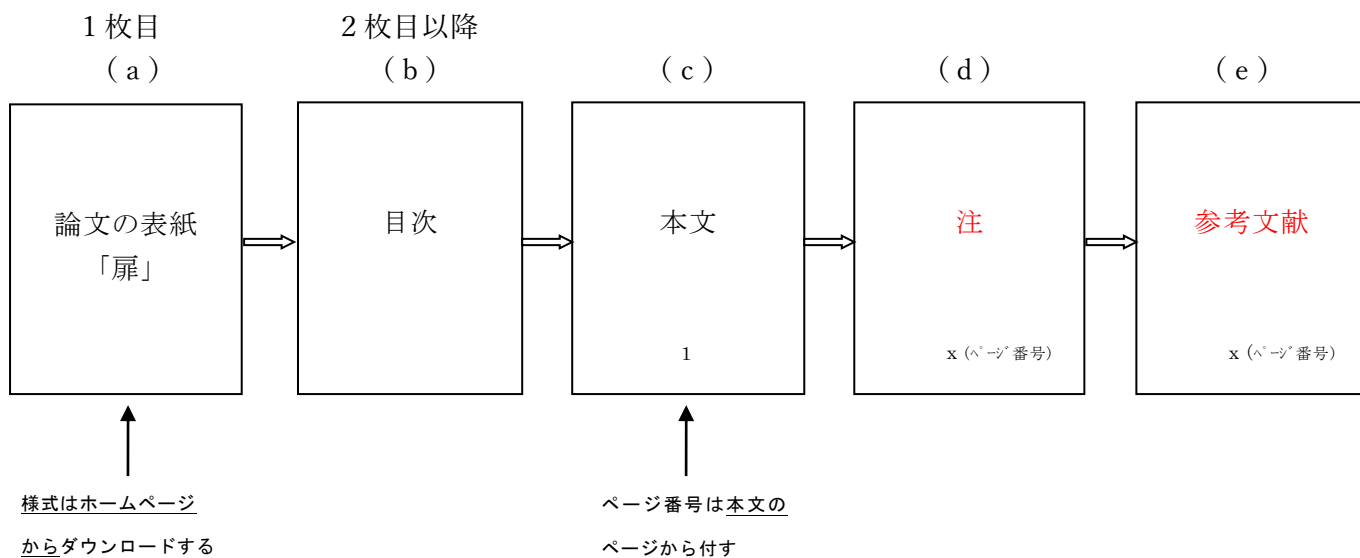 １枚目
２枚目以降
（ａ）
（ｂ）
（ｃ）
（ｄ）
（ｅ）
論文の表紙
「扉」
目次
本文
注
参考文献
1
x (ﾍﾟｰｼﾞ番号)
x (ﾍﾟｰｼﾞ番号)
様式はホームページ
からダウンロードする
ページ番号は本文の
ページから付す